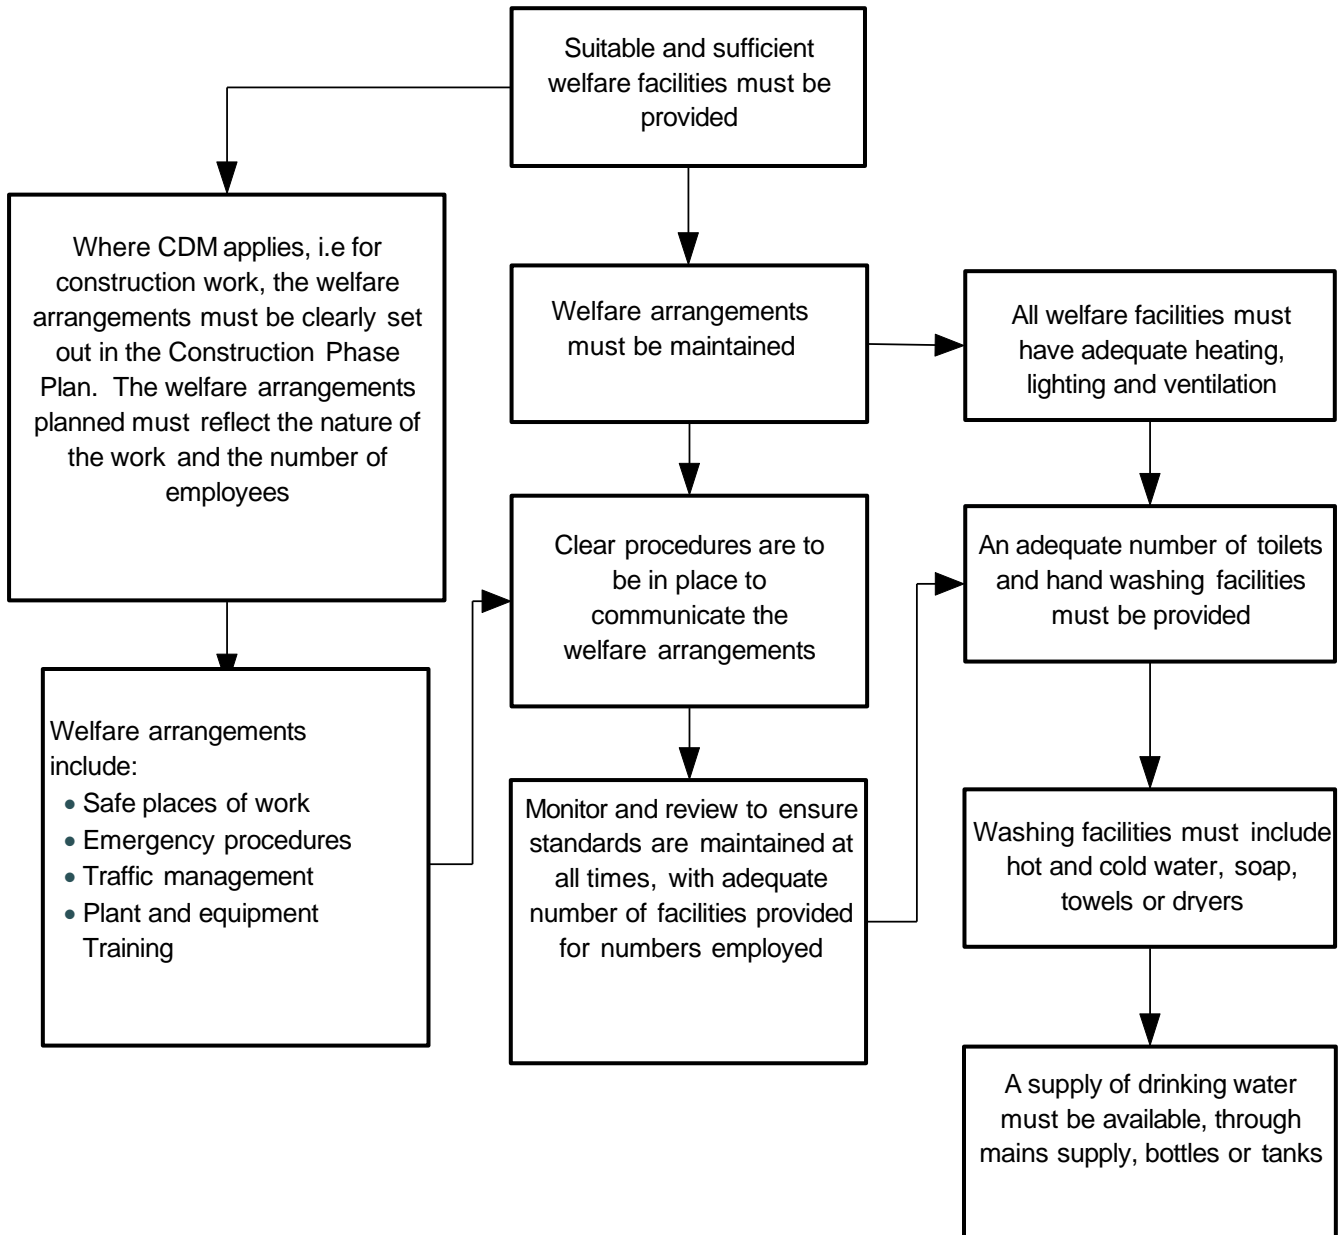 Suitable and sufficient
welfare facilities must be
provided
Where CDM applies, i.e for
construction work, the welfare
arrangements must be clearly set
out in the Construction Phase
Plan. The welfare arrangements
planned must reflect the nature of
the work and the number of
employees
Welfare arrangements
must be maintained
All welfare facilities must
have adequate heating,
lighting and ventilation
Clear procedures are to
be in place to
communicate the
welfare arrangements
An adequate number of toilets
and hand washing facilities
must be provided
Welfare arrangements
include:
• Safe places of work
• Emergency procedures
• Traffic management
• Plant and equipment
Training
Monitor and review to ensure
standards are maintained at
all times, with adequate
number of facilities provided
for numbers employed
Washing facilities must include
hot and cold water, soap,
towels or dryers
A supply of drinking water
must be available, through
mains supply, bottles or tanks